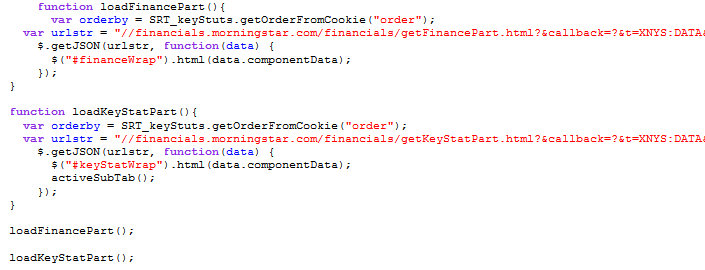 function loadFinancePart(){
var orderby = SRT_keyStuts.getOrderFromCookie("order");
var urlstr = "//financials.morningstar.com/financials/getFinancePart.html?&callback=?&t=XNYS:DATA&
$.getJSON(urlstr, function(data) {
$("#financeWrap").html(data.componentData);
});
}
function loadKeyStatPart(){
var orderby = SRT_keyStuts.getOrderFromCookie("order");
var urlstr = "//financials.morningstar.com/financials/getKeyStatPart.html?&callback=?&t=XNYS:DATA&
$.getJSON(urlstr, function(data) {
$("#keyStatWrap").html(data.componentData);
activeSubTab();
});
}
loadFinancePart();
loadKeyStatPart();